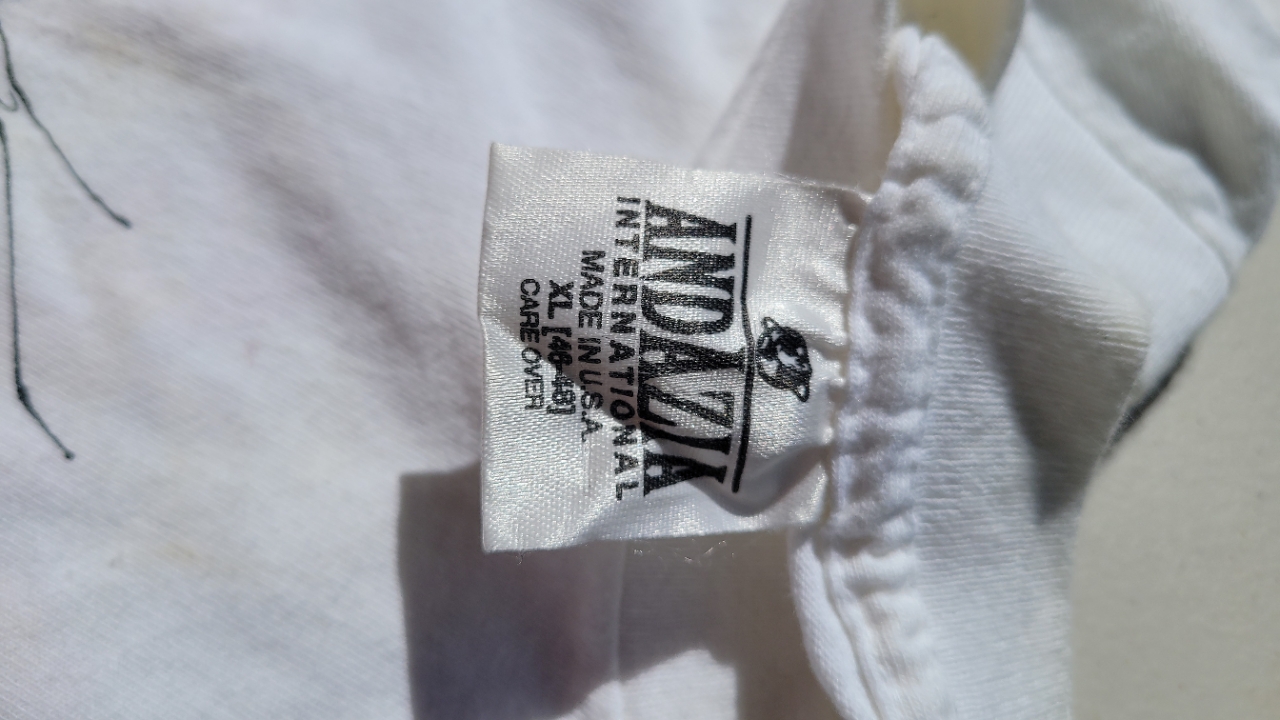 ANDAZIA
INTERNATIONAL
MADE IN U.S.A
XL [46-48]
CARE OVER